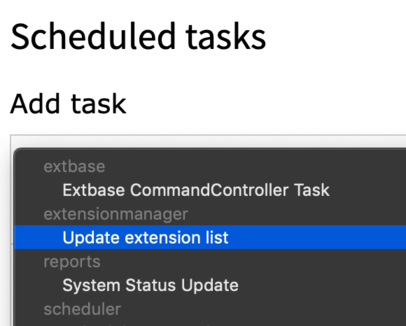 Scheduled tasks
Add task
extbase
Extbase CommandController Task
extensionmanager
Update extension list
reports
System Status Update
scheduler